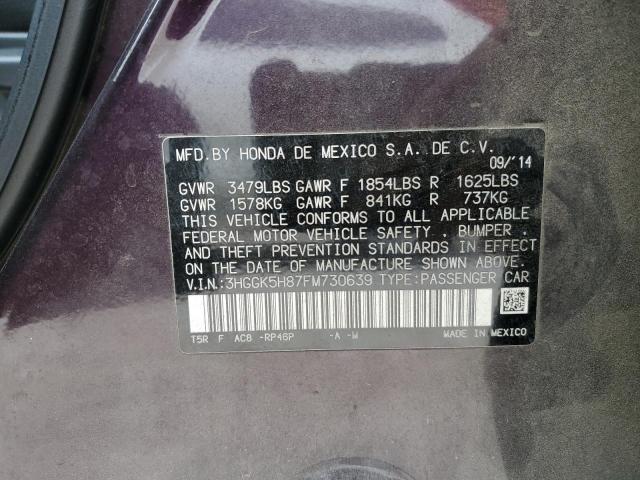 MFD.BY HONDA DE MEXICO S.A. DE C.V.
09/'14
GVWR 3479LBS GAWR F 1854LBS R 1625LBS
GVWR 1578KG GAWR F 841KG R 737KG
THIS VEHICLE CONFORMS TO ALL APPLICABLE
FEDERAL MOTOR VEHICLE SAFETY . BUMPER .
AND THEFT PREVENTION STANDARDS IN EFFECT
ON THE DATE OF MANUFACTURE SHOWN ABOVE.
V.I.N.:3HGGK5H87FM730639 TYPE:PASSENGER CAR
T5R F AC8 -RP46P -A -W MADE IN MEXICO